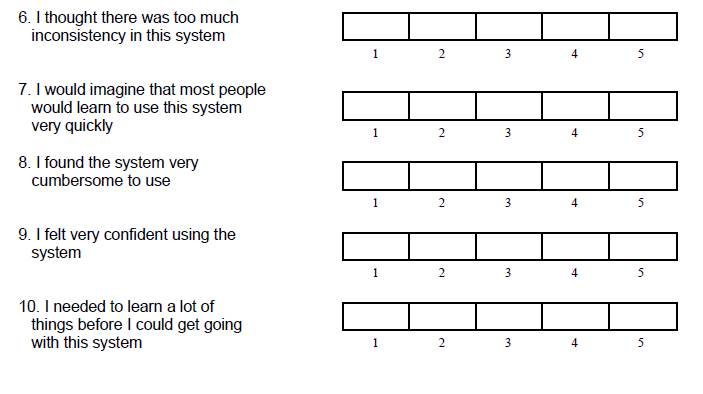 6. I thought there was too much
inconsistency in this system
1 2 3 4 5
7. I would imagine that most people
would learn to use this system
very quickly
1 2 3 4 5
8. I found the system very
cumbersome to use
1 2 3 4 5
9. I felt very confident using the
system
1 2 3 4 5
10. I needed to learn a lot of
things before I could get going
with this system
1 2 3 4 5